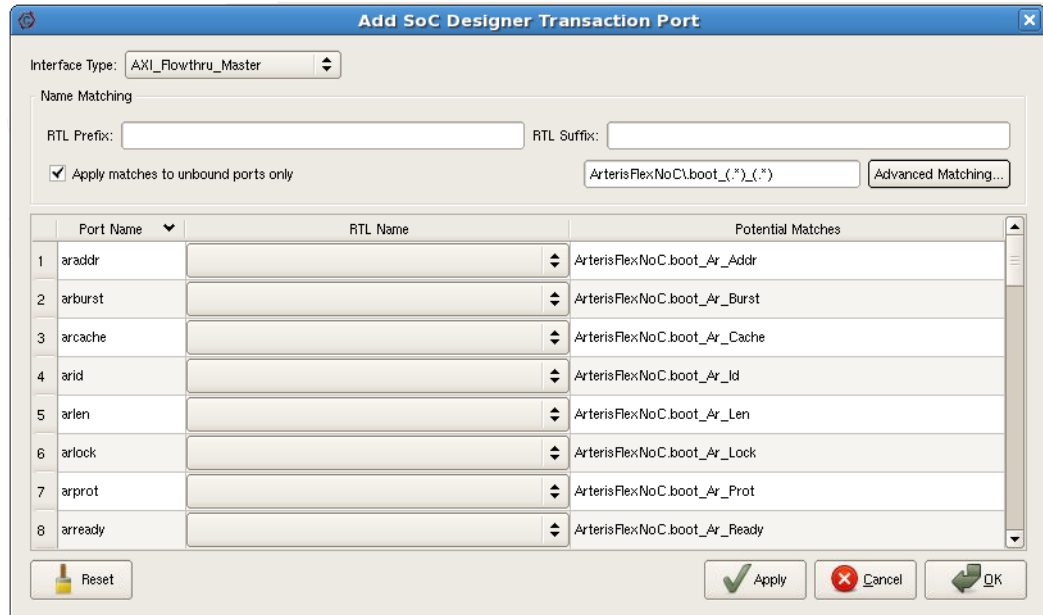 Add SoC Designer Transaction Port
Interface Type: AXI_Flowthru_Master
Name Matching
RTL Prefix: RTL Suffix:
Apply matches to unbound ports only ArterisFlexNoC\.boot_(.*)_(.*) Advanced Matching...
Port Name RTL Name Potential Matches
1 araddr ArterisFlexNoC.boot_Ar_Addr
2 arburst ArterisFlexNoC.boot_Ar_Burst
3 arcache ArterisFlexNoC.boot_Ar_Cache
4 arid ArterisFlexNoC.boot_Ar_Id
5 arlen ArterisFlexNoC.boot_Ar_Len
6 arlock ArterisFlexNoC.boot_Ar_Lock
7 arprot ArterisFlexNoC.boot_Ar_Prot
8 arready ArterisFlexNoC.boot_Ar_Ready
Reset Apply Cancel OK